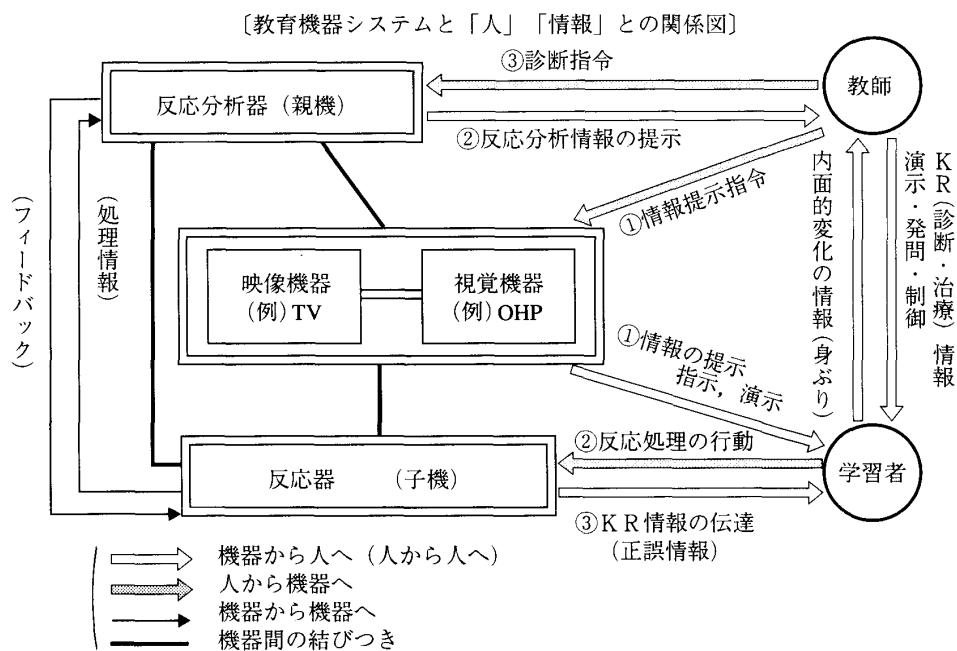 〔教育機器システムと「人」「情報」との関係図〕
③診断指令
反応分析器（親機）
教師
②反応分析情報の提示
①情報提示指令
内面的変化の情報(身ぶり)
KR(診断・治療)情報
演示・発問・制御
(フィードバック)
(処理情報)
映像機器
(例)TV
視覚機器
(例)OHP
①情報の提示
指示，演示
②反応処理の行動
反応器　　（子機）
学習者
③KR情報の伝達
（正誤情報）
機器から人へ（人から人へ）
人から機器へ
機器から機器へ
機器間の結びつき